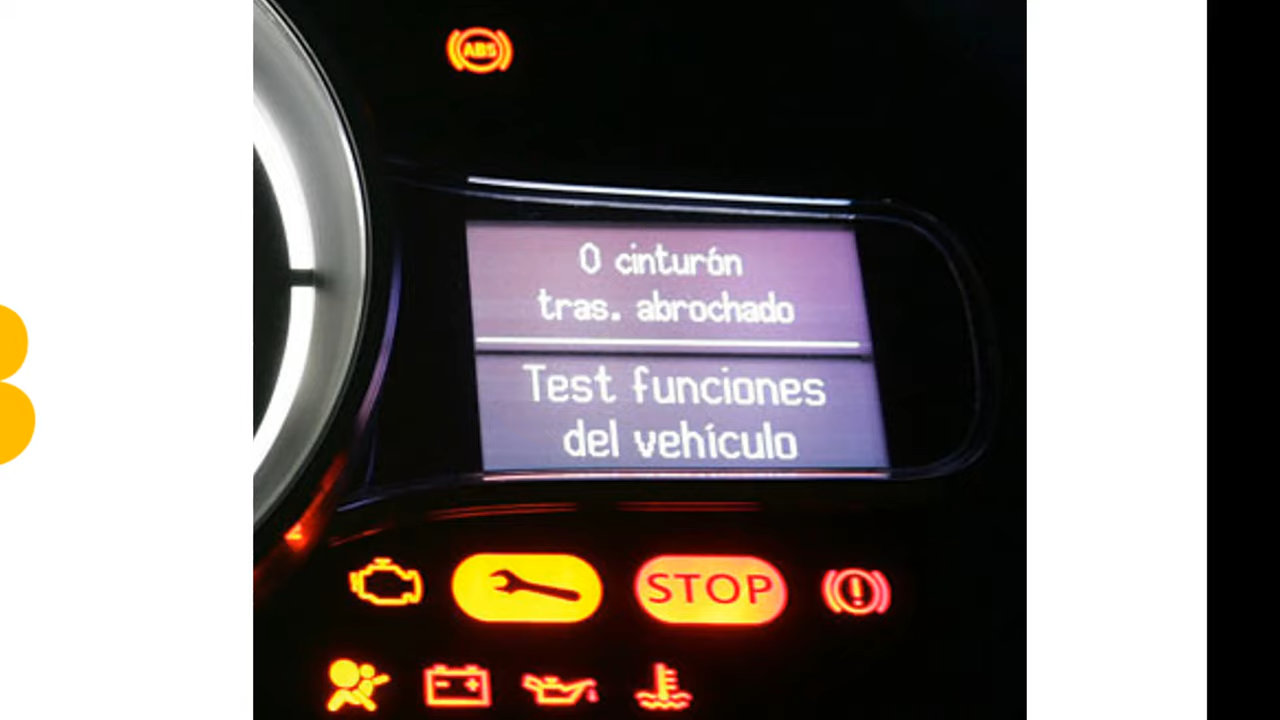 ABS
0 cinturón
tras. abrochado
Test funciones
del vehículo
STOP